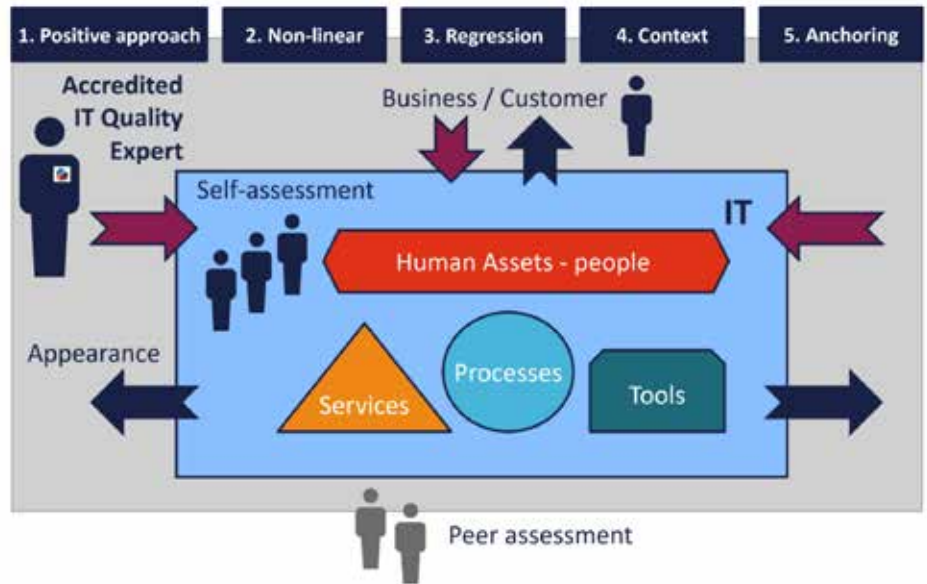 1. Positive approach
2. Non-linear
3. Regression
4. Context
5. Anchoring
Accredited
IT Quality
Expert
Business / Customer
Self-assessment
IT
Human Assets - people
Appearance
Services
Processes
Tools
Peer assessment